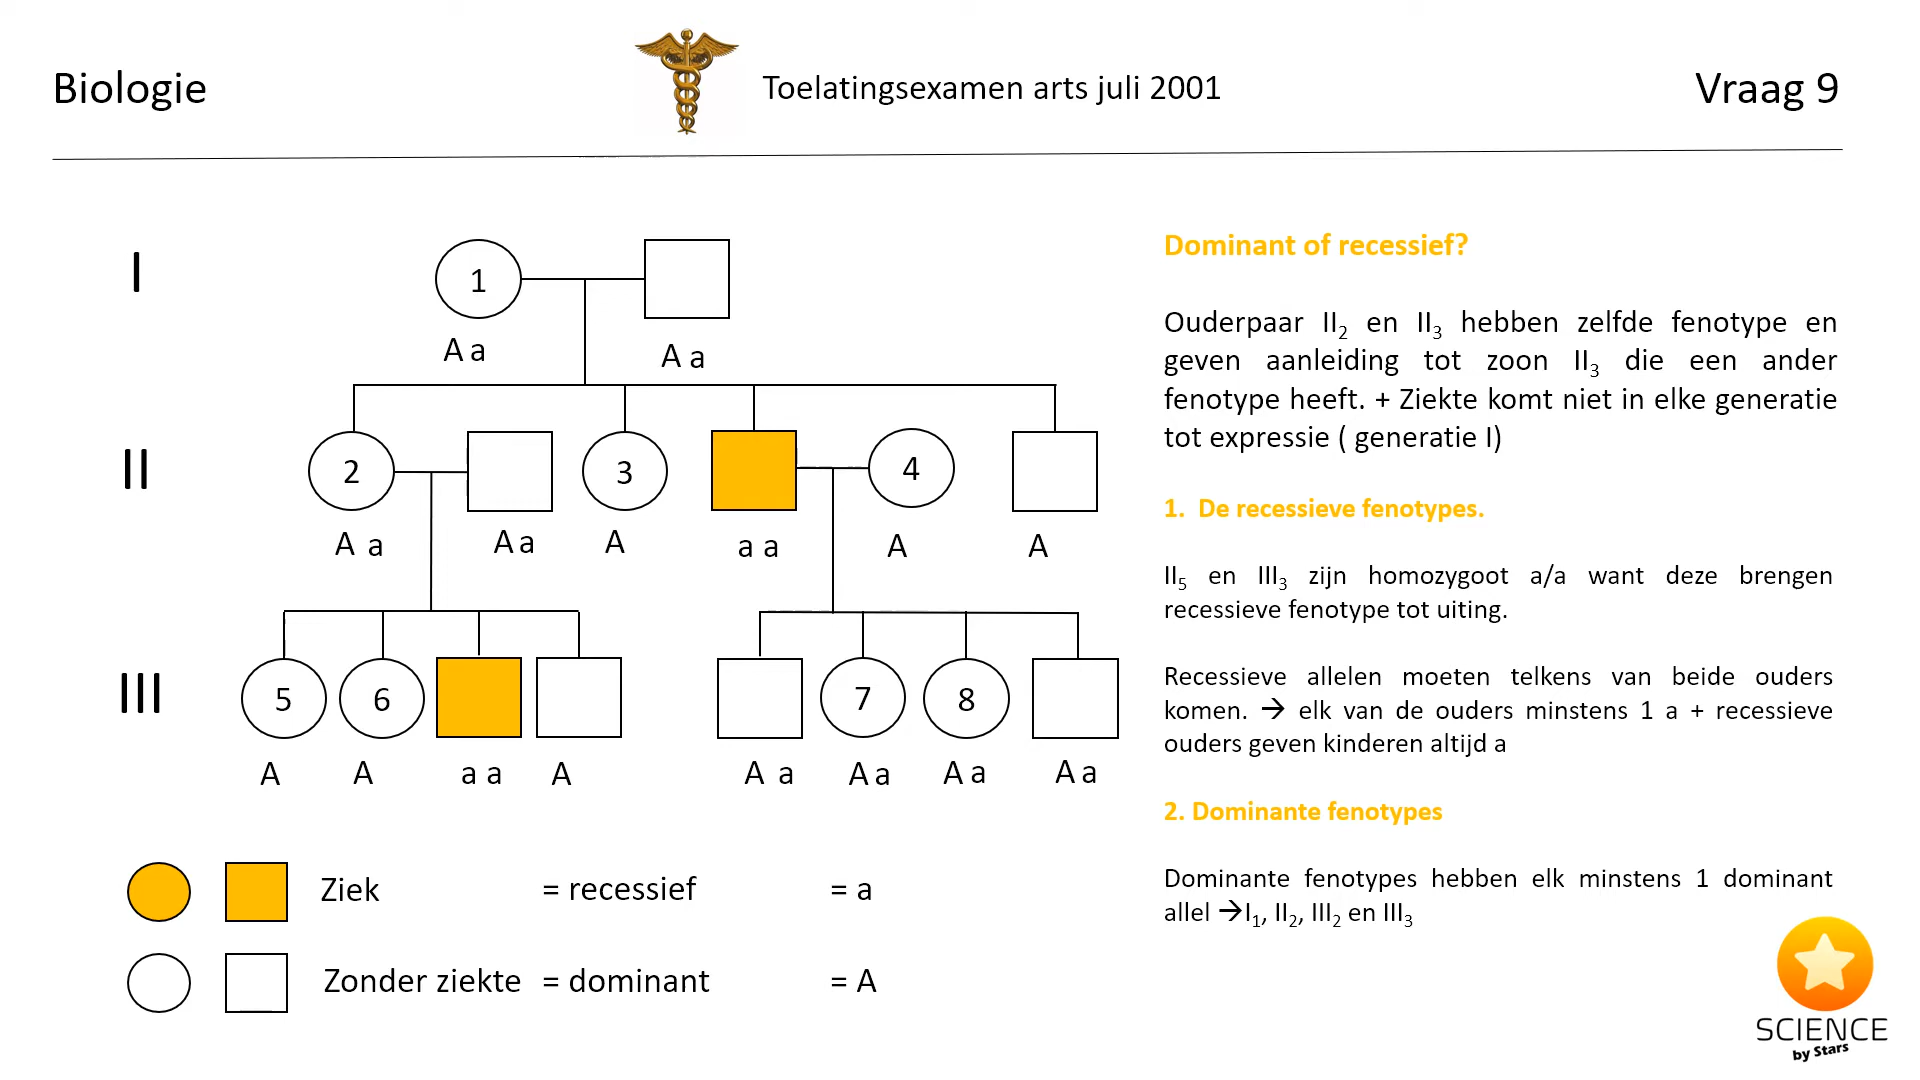 Biologie
Toelatingsexamen arts juli 2001
Vraag 9
I
1
A a
A a
II
2
3
4
A a
A a
A
a a
A
A
III
5
6
7
8
A
A
a a
A
A a
A a
A a
A a
Ziek = recessief = a
Zonder ziekte = dominant = A
Dominant of recessief?
Ouderpaar II2 en II3 hebben zelfde fenotype en
geven aanleiding tot zoon II3 die een ander
fenotype heeft. + Ziekte komt niet in elke generatie
tot expressie ( generatie I)
1. De recessieve fenotypes.
II5 en III3 zijn homozygoot a/a want deze brengen
recessieve fenotype tot uiting.
Recessieve allelen moeten telkens van beide ouders
komen. → elk van de ouders minstens 1 a + recessieve
ouders geven kinderen altijd a
2. Dominante fenotypes
Dominante fenotypes hebben elk minstens 1 dominant
allel →I1, II2, III2 en III3
SCIENCE
by Stars